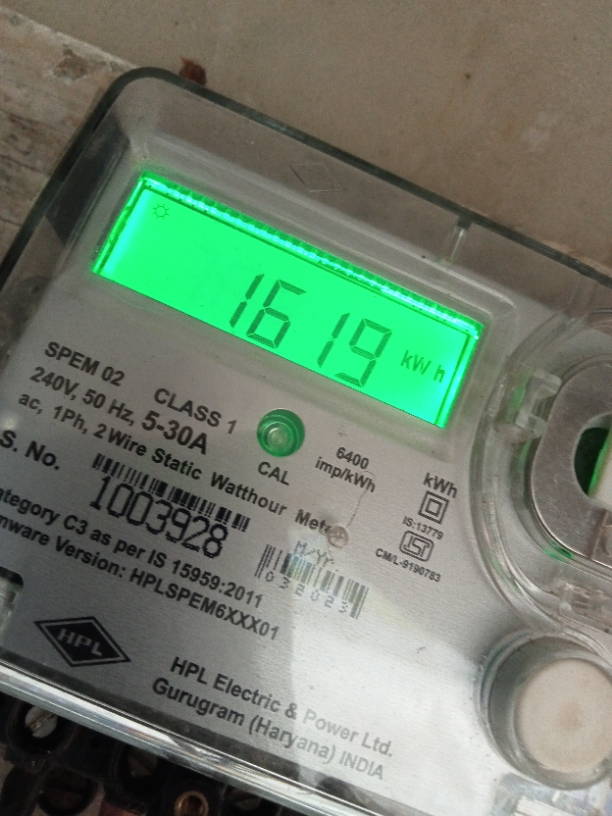 1619 kWh
SPEM 02 CLASS 1
240V, 50 Hz, 5-30A
ac, 1Ph, 2Wire Static Watthour Meter
CAL
6400
imp/kWh
kWh
IS:13779
CM/L-9190783
S. No.
1003928
M/Yr.
032023
C3 as per IS 15959:2011
Version: HPLSPEM6XXX01
HPL
HPL Electric & Power Ltd.
Gurugram (Haryana) INDIA